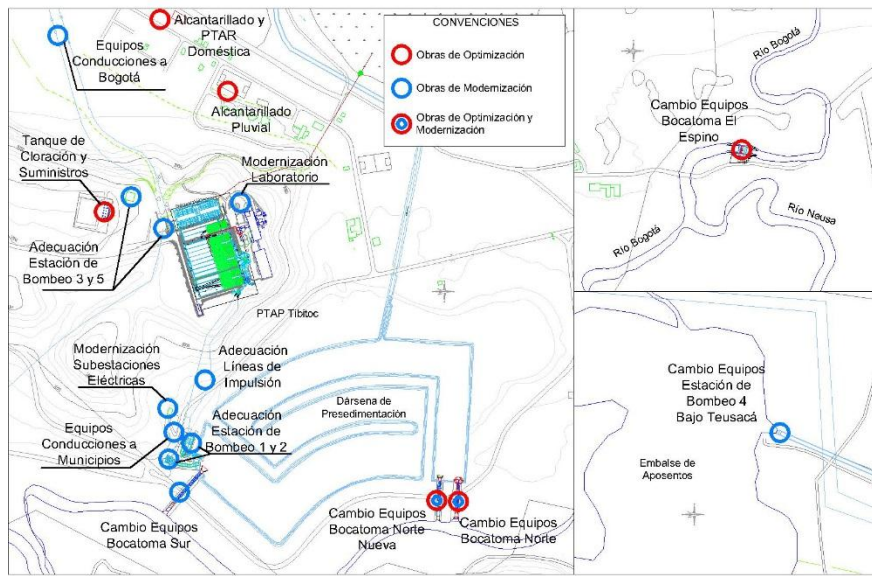 Equipos
Conducciones a
Bogotá
Alcantarillado y
PTAR
Doméstica
Alcantarillado
Pluvial
CONVENCIONES
Obras de Optimización
Obras de Modernización
Obras de Optimización y
Modernización
Tanque de
Cloración y
Suministros
Modernización
Laboratorio
Adecuación
Estación de
Bombeo 3 y 5
PTAP Tibitoc
Modernización
Subestaciones
Eléctricas
Adecuación
Líneas de
Impulsión
Equipos
Conducciones a
Municipios
Adecuación
Estación de
Bombeo 1 y 2
Dársena de
Presedimentación
Cambio Equipos
Bocatoma Sur
Cambio Equipos
Bocatoma Norte
Nueva
Cambio Equipos
Bocatoma Norte
Río Bogotá
Cambio Equipos
Bocatoma El
Espino
Río Neusa
Río Bogotá
Cambio Equipos
Estación de
Bombeo 4
Bajo Teusacá
Embalse de
Aposentos